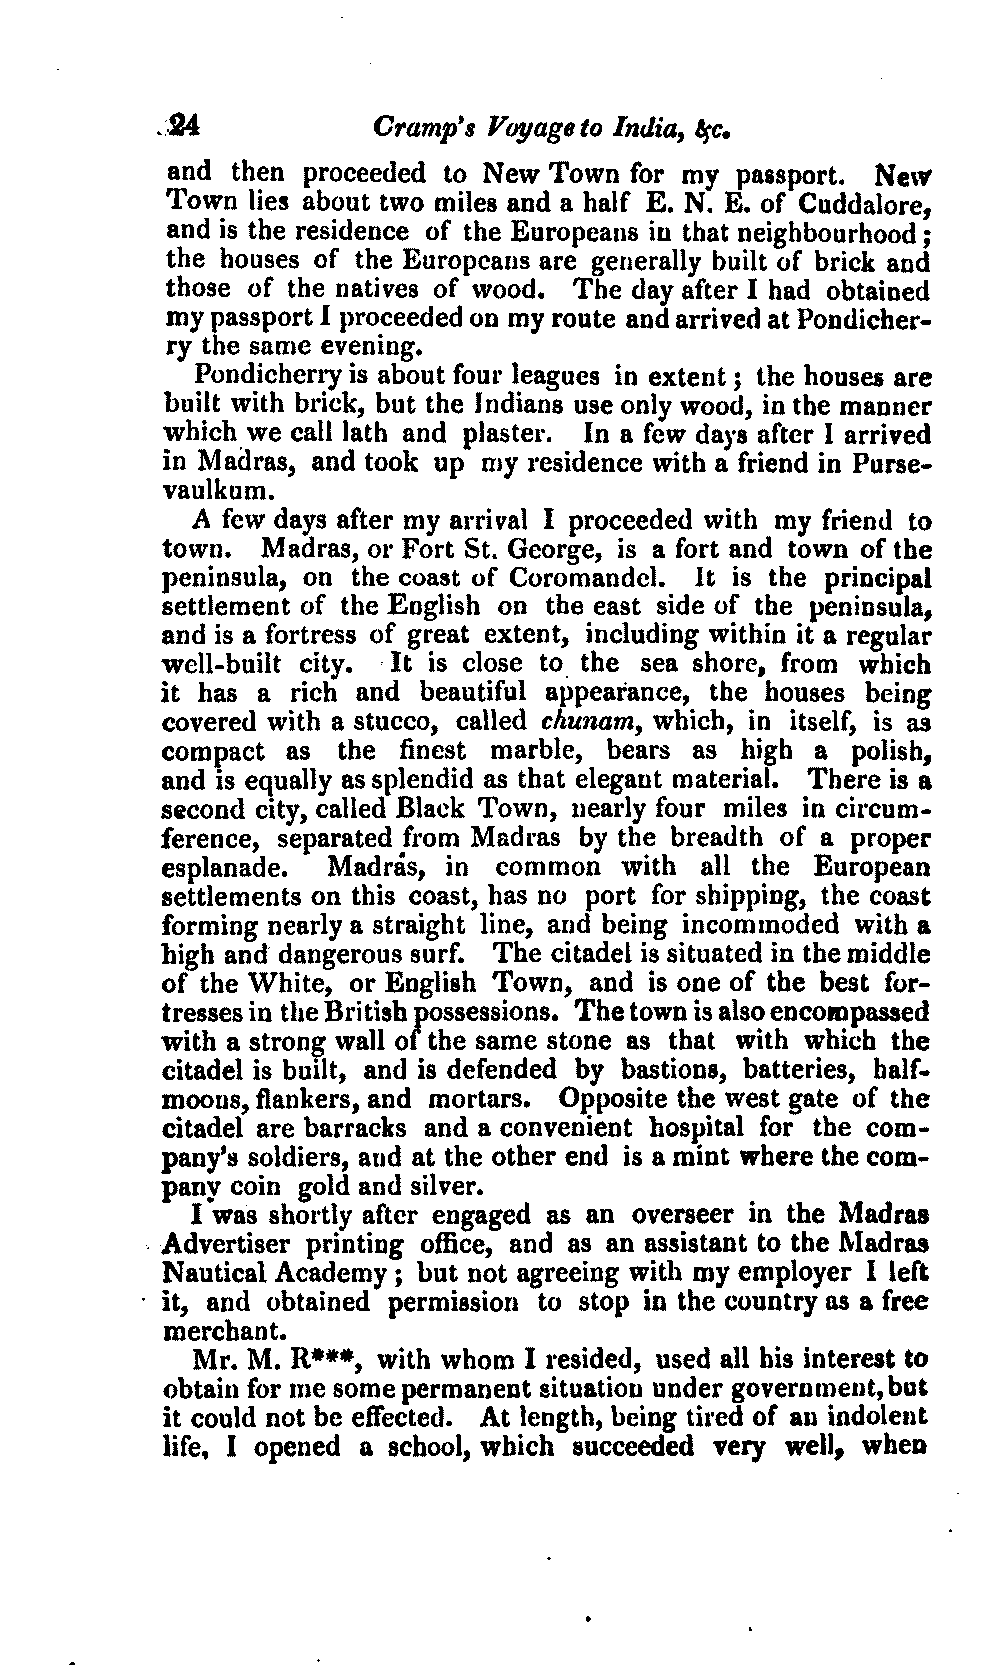 24 Cramp's Voyage to India, &c.
and then proceeded to New Town for my passport. New
Town lies about two miles and a half E. N. E. of Cuddalore,
and is the residence of the Europeans in that neighbourhood;
the houses of the Europeans are generally built of brick and
those of the natives of wood. The day after I had obtained
my passport I proceeded on my route and arrived at Pondicher-
ry the same evening.
Pondicherry is about four leagues in extent; the houses are
built with brick, but the Indians use only wood, in the manner
which we call lath and plaster. In a few days after I arrived
in Madras, and took up my residence with a friend in Purse-
vaulkum.
A few days after my arrival I proceeded with my friend to
town. Madras, or Fort St. George, is a fort and town of the
peninsula, on the coast of Coromandel. It is the principal
settlement of the English on the east side of the peninsula,
and is a fortress of great extent, including within it a regular
well-built city. It is close to the sea shore, from which
it has a rich and beautiful appearance, the houses being
covered with a stucco, called chunam, which, in itself, is as
compact as the finest marble, bears as high a polish,
and is equally as splendid as that elegant material. There is a
second city, called Black Town, nearly four miles in circum-
ference, separated from Madras by the breadth of a proper
esplanade. Madras, in common with all the European
settlements on this coast, has no port for shipping, the coast
forming nearly a straight line, and being incommoded with a
high and dangerous surf. The citadel is situated in the middle
of the White, or English Town, and is one of the best for-
tresses in the British possessions. The town is also encompassed
with a strong wall of the same stone as that with which the
citadel is built, and is defended by bastions, batteries, half-
moons, flankers, and mortars. Opposite the west gate of the
citadel are barracks and a convenient hospital for the com-
pany's soldiers, and at the other end is a mint where the com-
pany coin gold and silver.
I was shortly after engaged as an overseer in the Madras
Advertiser printing office, and as an assistant to the Madras
Nautical Academy; but not agreeing with my employer I left
it, and obtained permission to stop in the country as a free
merchant.
Mr. M. R***, with whom I resided, used all his interest to
obtain for me some permanent situation under government, but
it could not be effected. At length, being tired of an indolent
life, I opened a school, which succeeded very well, when